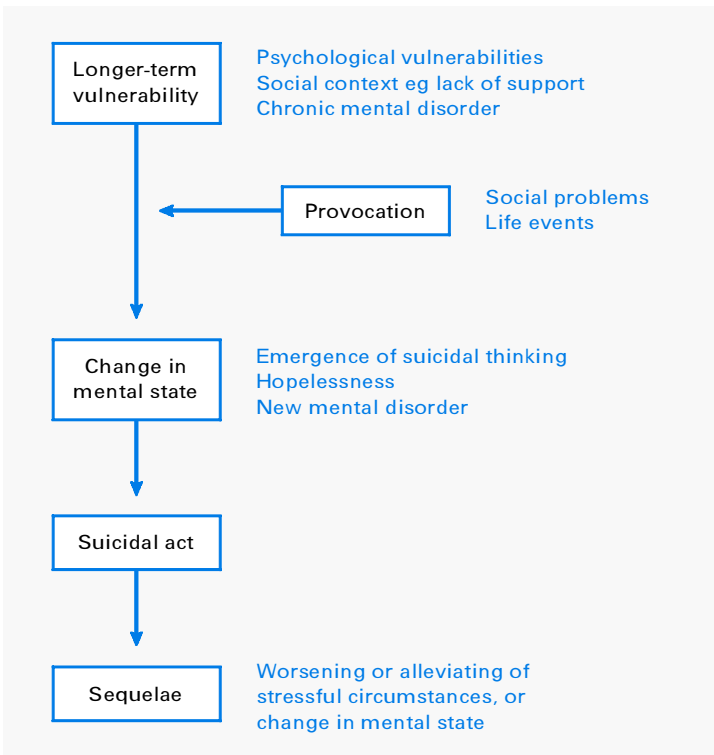 Longer-term
vulnerability
Psychological vulnerabilities
Social context eg lack of support
Chronic mental disorder
Provocation
Social problems
Life events
Change in
mental state
Emergence of suicidal thinking
Hopelessness
New mental disorder
Suicidal act
Sequelae
Worsening or alleviating of
stressful circumstances, or
change in mental state